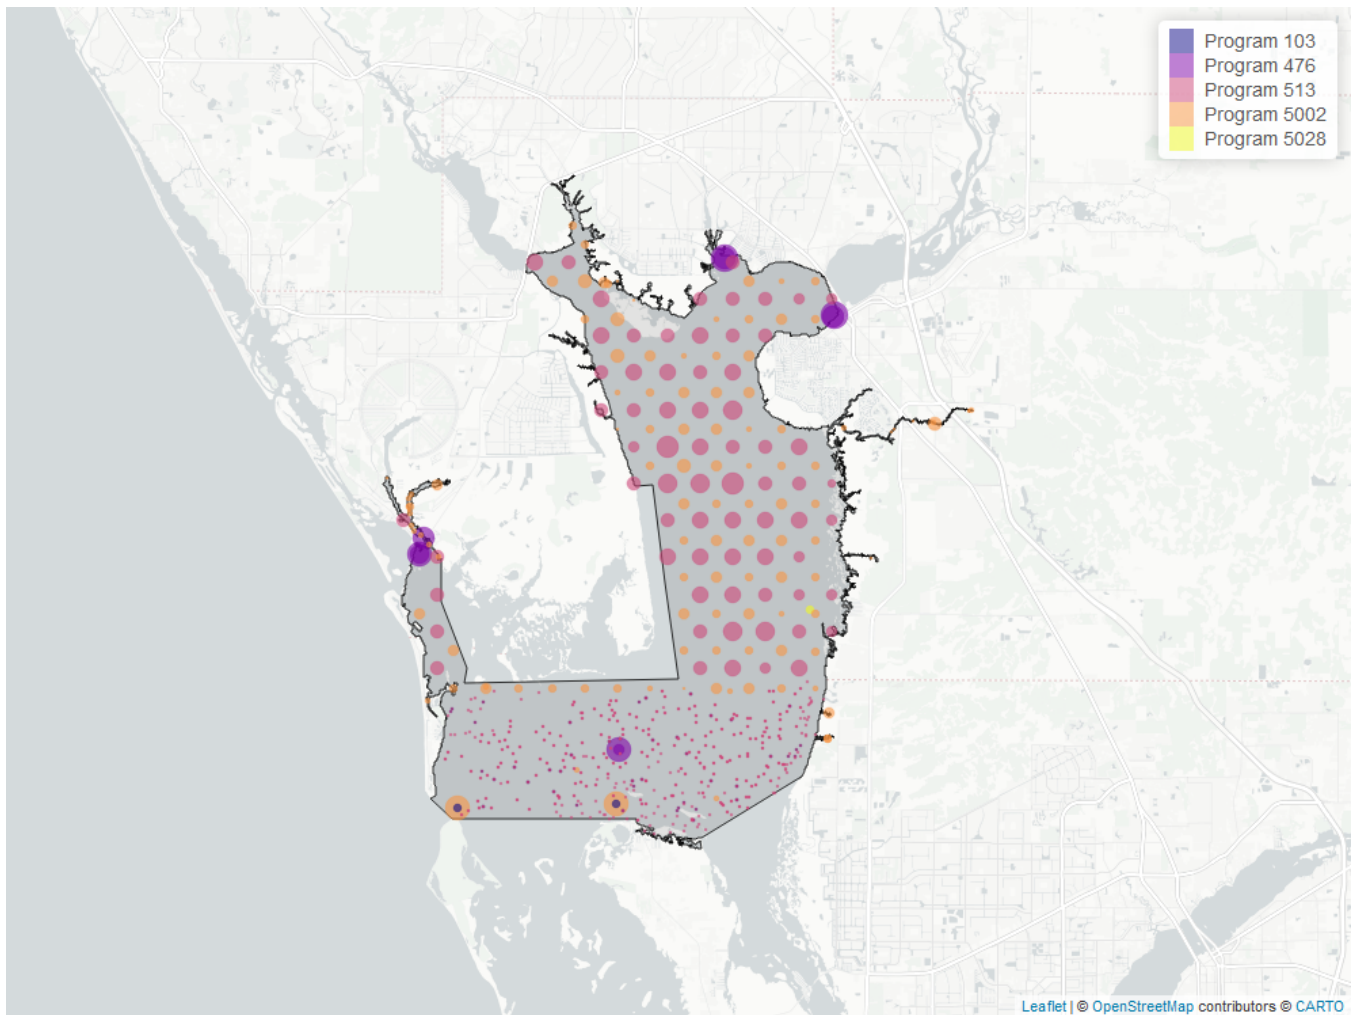 Program 103
Program 476
Program 513
Program 5002
Program 5028
Leaflet | © OpenStreetMap contributors © CARTO